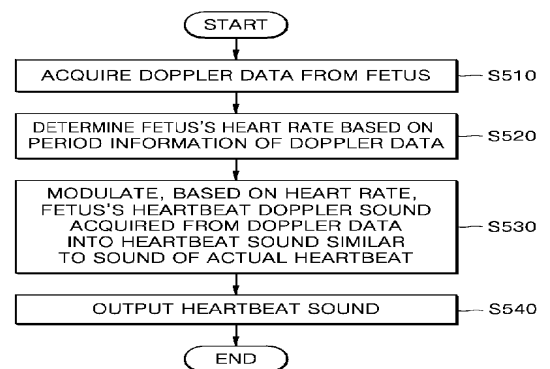 START
ACQUIRE DOPPLER DATA FROM FETUS
S510
DETERMINE FETUS'S HEART RATE BASED ON
PERIOD INFORMATION OF DOPPLER DATA
S520
MODULATE, BASED ON HEART RATE,
FETUS'S HEARTBEAT DOPPLER SOUND
ACQUIRED FROM DOPPLER DATA
INTO HEARTBEAT SOUND SIMILAR
TO SOUND OF ACTUAL HEARTBEAT
S530
OUTPUT HEARTBEAT SOUND
S540
END